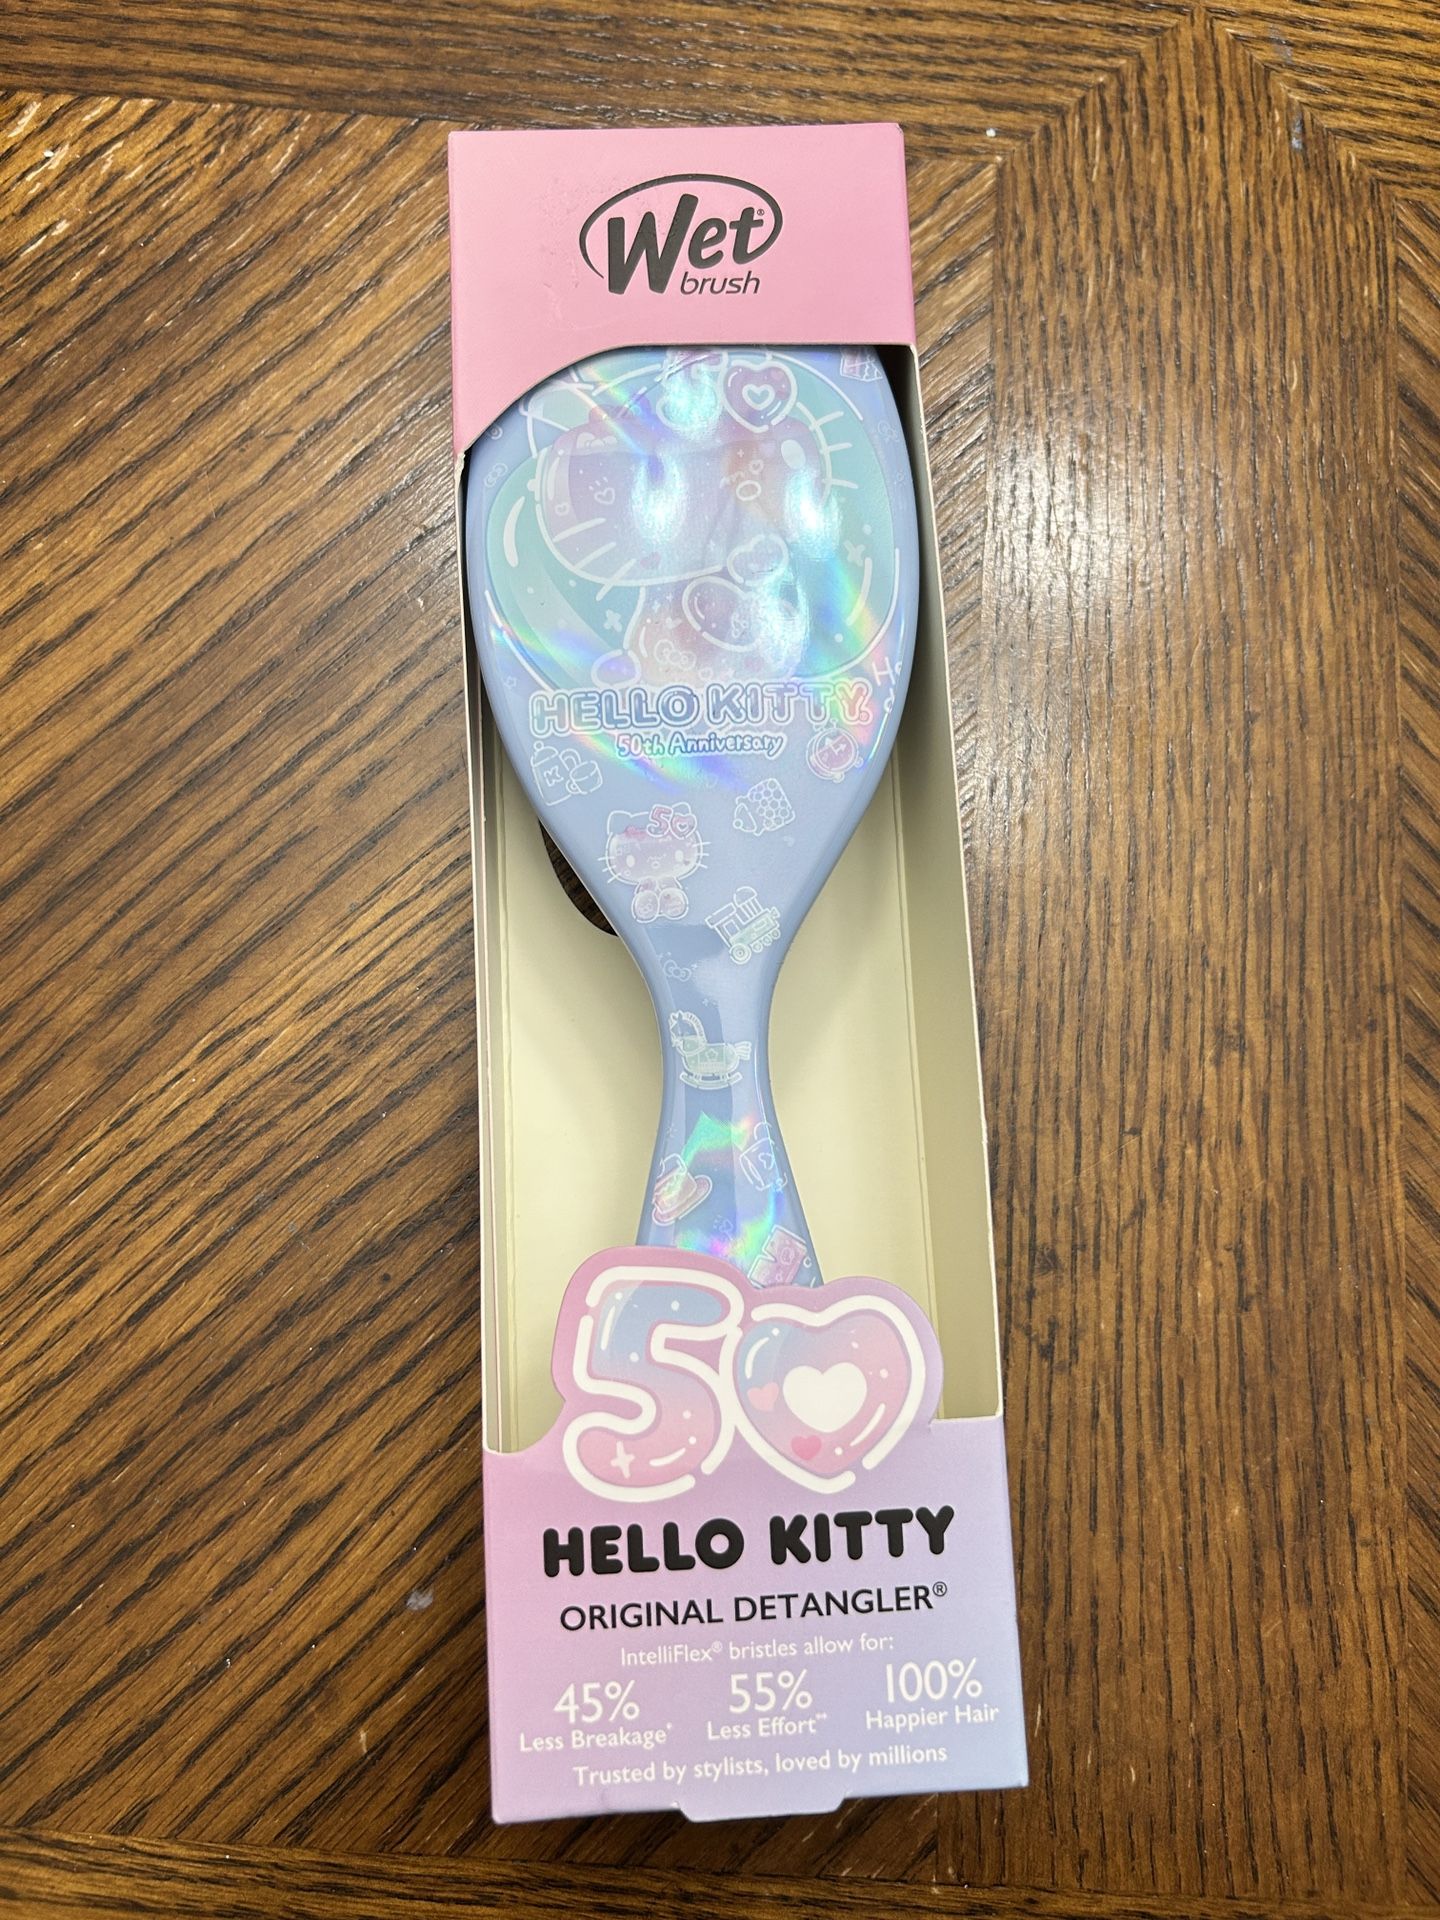 Wet®
brush
HELLO KITTY®
50th Anniversary
K
50
50
HELLO KITTY
ORIGINAL DETANGLER®
IntelliFlex® bristles allow for:
45% 55% 100%
Less Breakage* Less Effort** Happier Hair
Trusted by stylists, loved by millions